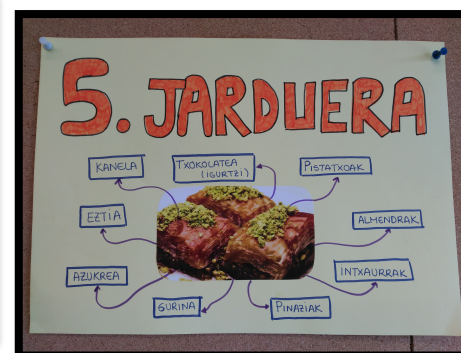 5. JARDUERA
KANELA
TXOKOLATEA
(IGURTZI)
PISTATXOAK
EZTIA
ALMENDRAK
AZUKREA
INTXAURRAK
GURINA
PINAZIAK